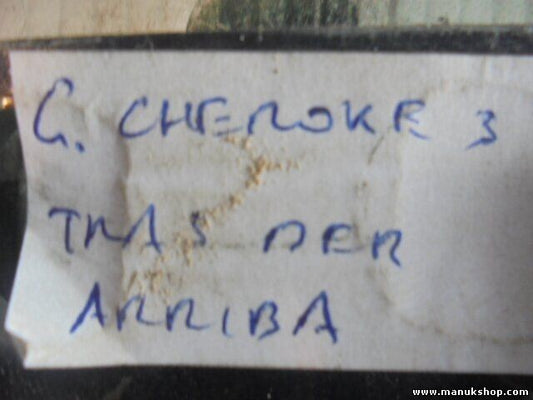 G. CHEROKE 3
TRAS DER
ARRIBA
www.manukshop.com